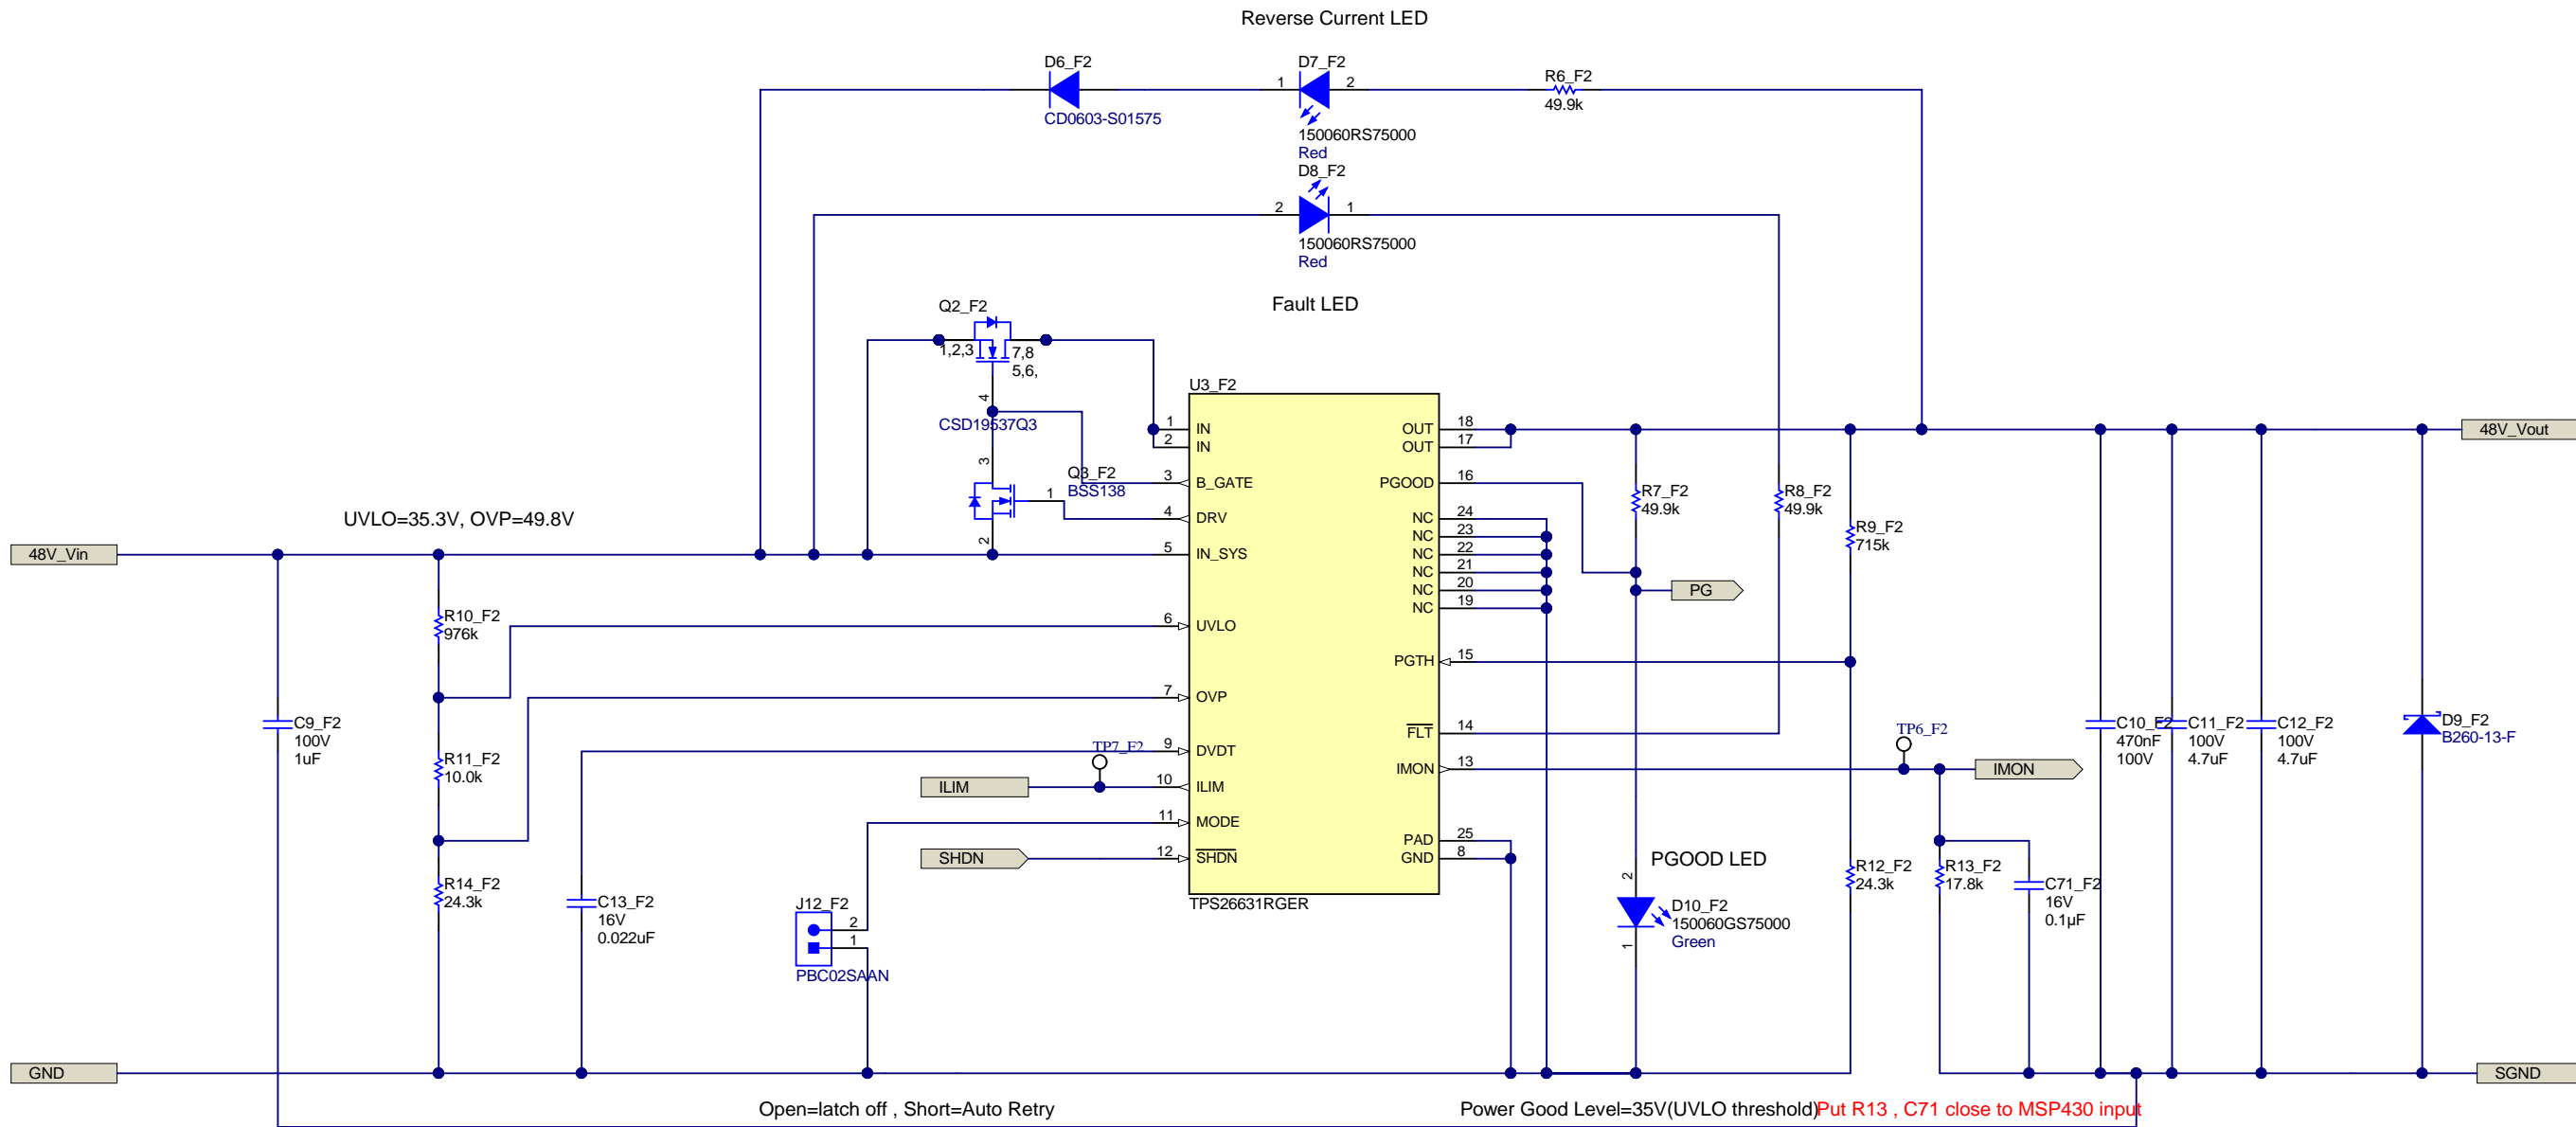 Reverse Current LED
D6_F2
CD0603-S01575
1
D7_F2
2
150060RS75000
Red
R6_F2
49.9k
D8_F2
2
1
150060RS75000
Red
Fault LED
Q2_F2
1,2,3
7,8
5,6,
4
CSD19537Q3
3
Q3_F2
BSS138
1
2
UVLO=35.3V, OVP=49.8V
48V_Vin
R10_F2
976k
R11_F2
10.0k
R14_F2
24.3k
C9_F2
100V
1uF
C13_F2
16V
0.022uF
TP7_F2
ILIM
SHDN
J12_F2
2
1
PBC02SAAN
U3_F2
1 IN
2 IN
3 B_GATE
4 DRV
5 IN_SYS
6 UVLO
7 OVP
9 DVDT
10 ILIM
11 MODE
12 SHDN
OUT 18
OUT 17
PGOOD 16
NC 24
NC 23
NC 22
NC 21
NC 20
NC 19
PGTH 15
FLT 14
IMON 13
PAD 25
GND 8
TPS26631RGER
R7_F2
49.9k
R8_F2
49.9k
R9_F2
715k
PG
48V_Vout
TP6_F2
IMON
C10_F2
470nF
100V
C11_F2
100V
4.7uF
C12_F2
100V
4.7uF
D9_F2
B260-13-F
PGOOD LED
2
D10_F2
150060GS75000
Green
1
R12_F2
24.3k
R13_F2
17.8k
C71_F2
16V
0.1µF
GND
SGND
Open=latch off , Short=Auto Retry
Power Good Level=35V(UVLO threshold)
Put R13 , C71 close to MSP430 input